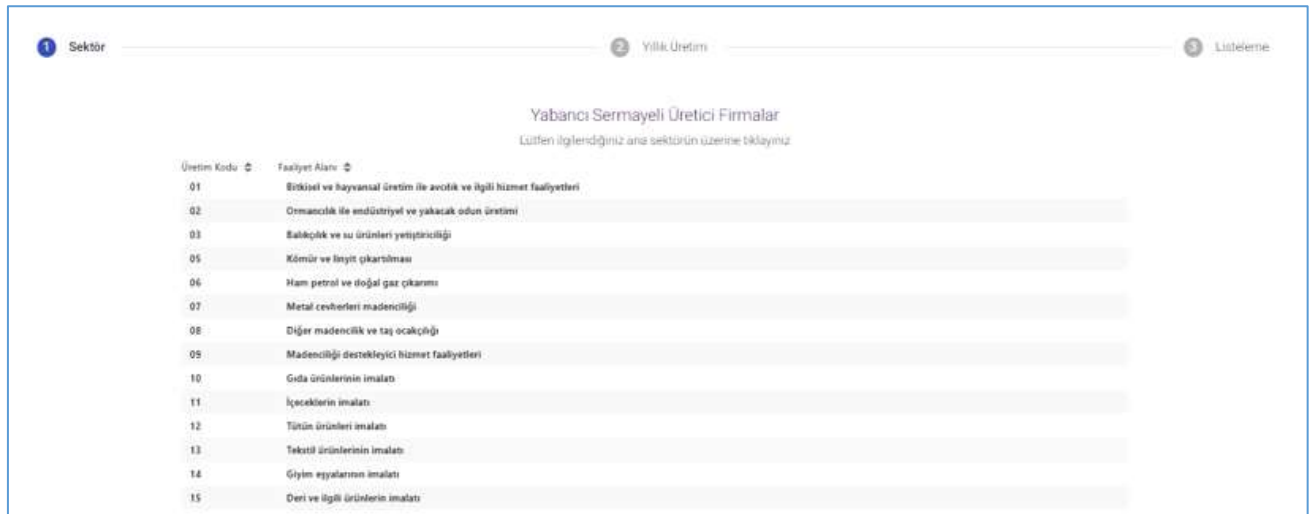 1 Sektör 2 Yıllık Üretim 3 Listeleme
Yabancı Sermayeli Üretici Firmalar
Lütfen ilgilendiğiniz ana sektörün üzerine tıklayınız
Üretim Kodu Faaliyet Alanı
01 Bitkisel ve hayvansal üretim ile avcılık ve ilgili hizmet faaliyetleri
02 Ormancılık ile endüstriyel ve yakacak odun üretimi
03 Balıkçılık ve su ürünleri yetiştiriciliği
05 Kömür ve linyit çıkartılması
06 Ham petrol ve doğal gaz çıkarımı
07 Metal cevherleri madenciliği
08 Diğer madencilik ve taş ocakçılığı
09 Madenciliği destekleyici hizmet faaliyetleri
10 Gıda ürünlerinin imalatı
11 İçeceklerin imalatı
12 Tütün ürünleri imalatı
13 Tekstil ürünlerinin imalatı
14 Giyim eşyalarının imalatı
15 Deri ve ilgili ürünlerin imalatı